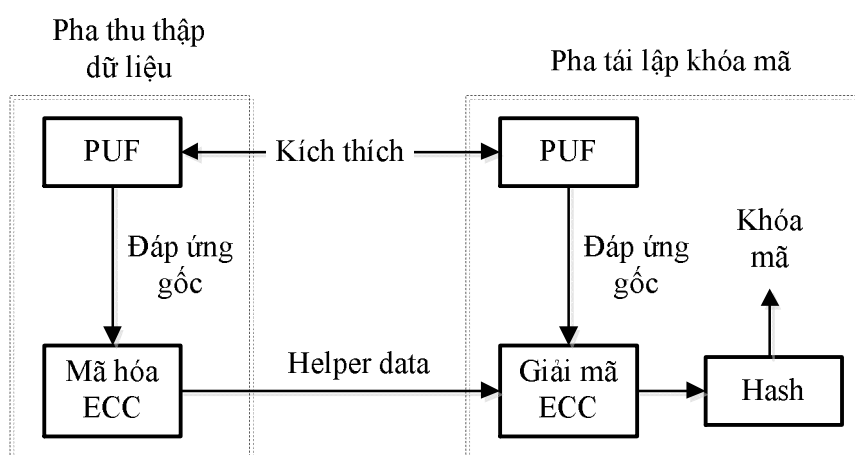 Pha thu thập
dữ liệu
Pha tái lập khóa mã
PUF
Kích thích
PUF
Đáp ứng
gốc
Đáp ứng
gốc
Khóa
mã
Mã hóa
ECC
Helper data
Giải mã
ECC
Hash